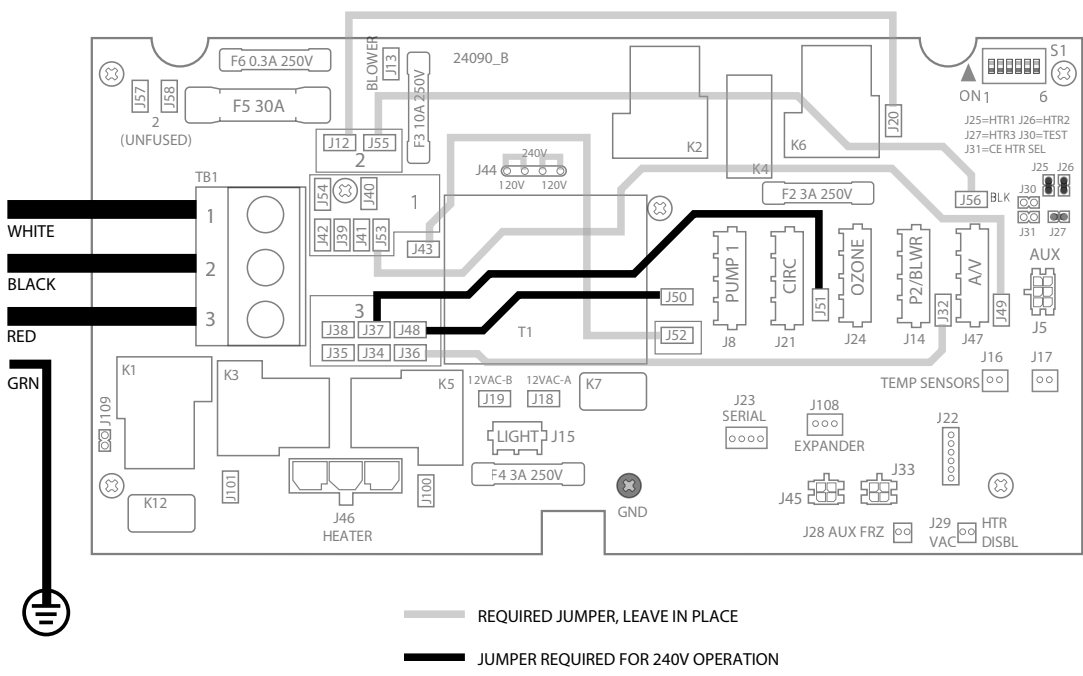 F6 0.3A 250V
BLOWER
J13
24090_B
S1
J57
J58
F5 30A
F3 10A 250V
ON
1
6
2
(UNFUSED)
J12
J55
2
K2
K6
J20
J25=HTR1 J26=HTR2
J27=HTR3 J30=TEST
J31=CE HTR SEL
240V
J44
120V
120V
K4
J25
J26
TB1
J54
J40
1
F2 3A 250V
J56
BLK
J30
1
WHITE
J42
J39
J41
J53
J43
J31
J27
2
BLACK
PUMP 1
CIRC
OZONE
P2/BLWR
A/V
AUX
3
RED
3
J38
J37
J48
J50
J51
J32
J49
J5
T1
J52
J35
J34
J36
J8
J21
J24
J14
J47
GRN
K1
K3
K5
12VAC-B
12VAC-A
J19
J18
K7
TEMP SENSORS
J16
J17
J109
J23
SERIAL
J108
EXPANDER
J22
LIGHT
J15
F4 3A 250V
J101
J100
J33
J45
K12
J46
HEATER
GND
J28 AUX FRZ
J29
VAC
HTR
DISBL
REQUIRED JUMPER, LEAVE IN PLACE
JUMPER REQUIRED FOR 240V OPERATION